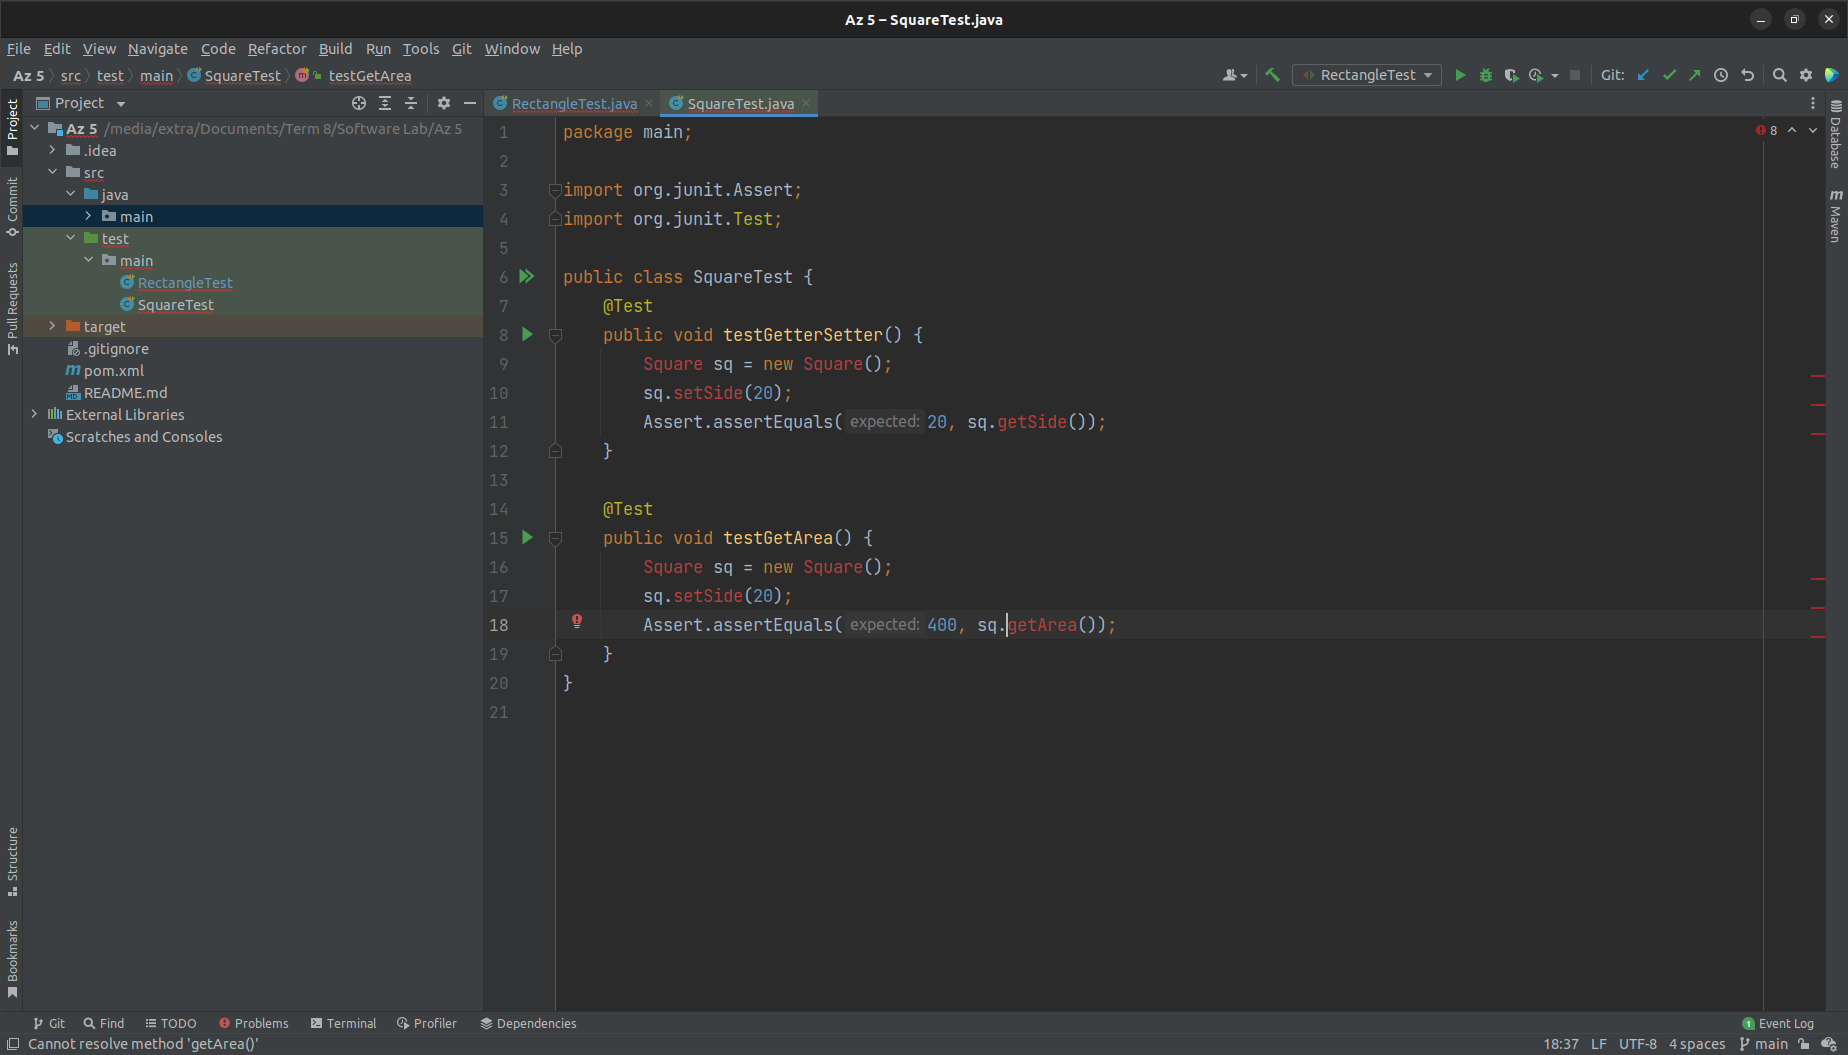 Az 5 – SquareTest.java
File Edit View Navigate Code Refactor Build Run Tools Git Window Help
Az 5 src test main SquareTest testGetArea
RectangleTest Git:
Project
RectangleTest.java SquareTest.java
Az 5 /media/extra/Documents/Term 8/Software Lab/Az 5
.idea
src
java
main
test
main
RectangleTest
SquareTest
target
.gitignore
pom.xml
README.md
External Libraries
Scratches and Consoles
Project
Commit
Pull Requests
Structure
Bookmarks
8
1 package main;
2
3 import org.junit.Assert;
4 import org.junit.Test;
5
6 public class SquareTest {
7 @Test
8 public void testGetterSetter() {
9 Square sq = new Square();
10 sq.setSide(20);
11 Assert.assertEquals( expected: 20, sq.getSide());
12 }
13
14 @Test
15 public void testGetArea() {
16 Square sq = new Square();
17 sq.setSide(20);
18 Assert.assertEquals( expected: 400, sq.getArea());
19 }
20 }
21
Database
Maven
Git Find TODO Problems Terminal Profiler Dependencies
1 Event Log
Cannot resolve method 'getArea()'
18:37 LF UTF-8 4 spaces main